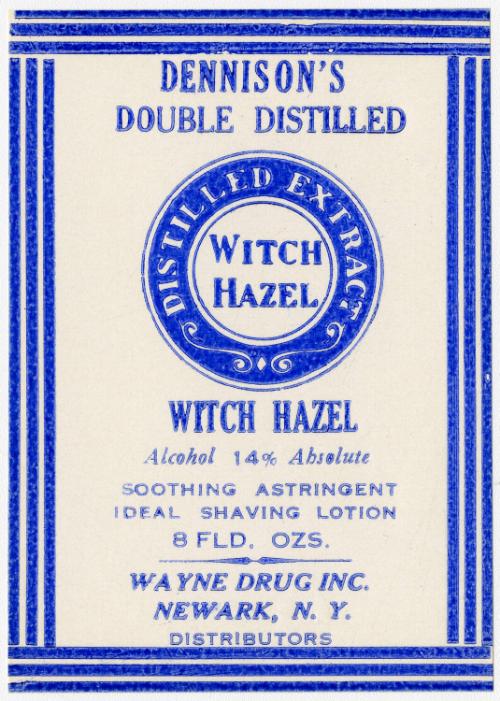 DENNISON'S
DOUBLE DISTILLED
DISTILLED EXTRACT
WITCH
HAZEL
WITCH HAZEL
Alcohol 14% Absolute
SOOTHING ASTRINGENT
IDEAL SHAVING LOTION
8 FLD. OZS.
WAYNE DRUG INC.
NEWARK, N. Y.
DISTRIBUTORS